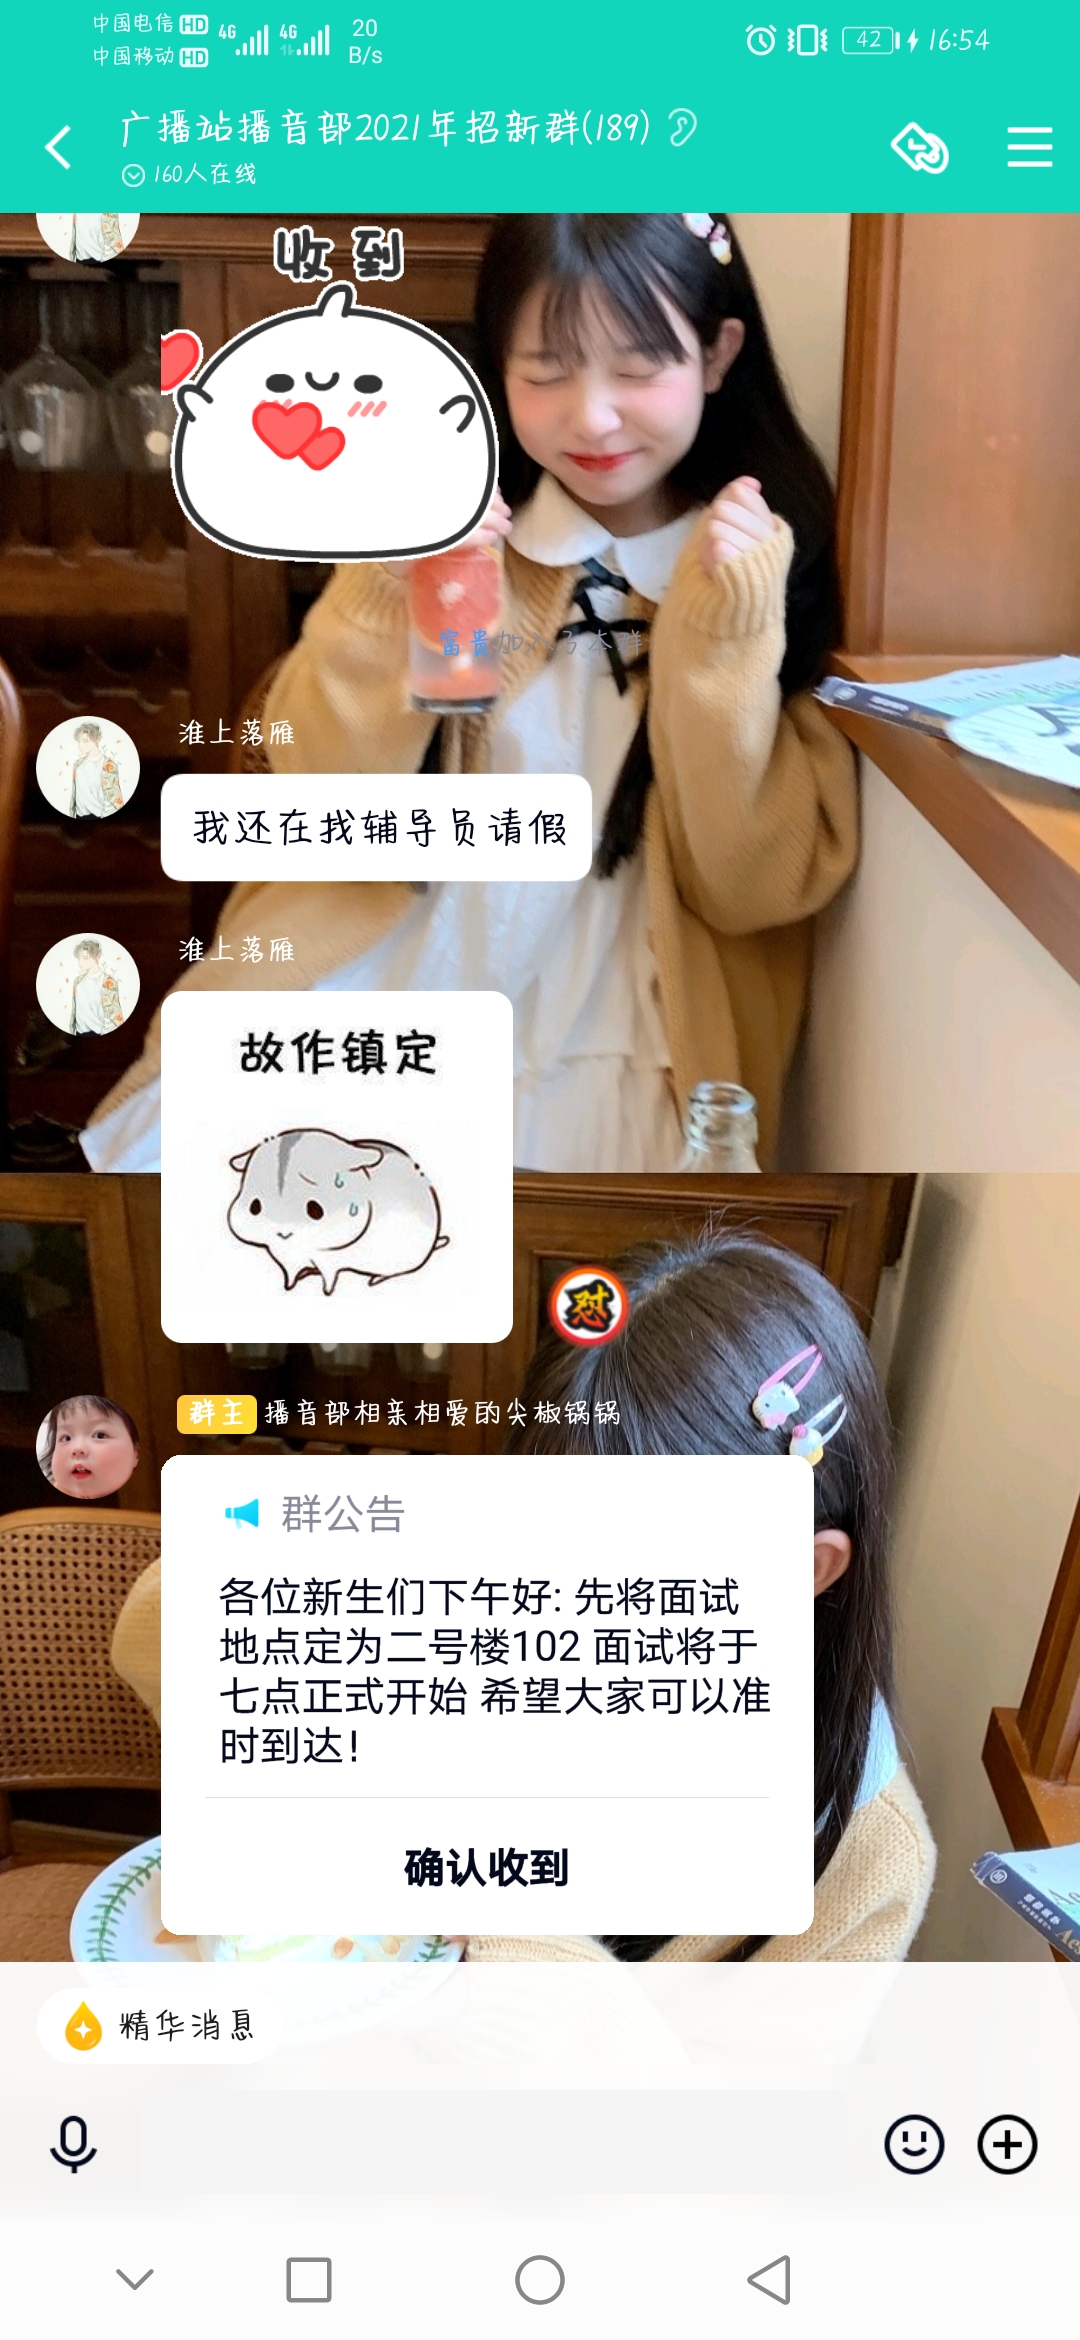 中国电信 HD 4G 4G 20
中国移动 HD B/s
42 16:54
广播站播音部2021年招新群(189)
160人在线
收到
富贵加入了本群
淮上落雁
我还在找辅导员请假
淮上落雁
故作镇定
怼
群主 播音部相亲相爱的尖椒锅锅
群公告
各位新生们下午好: 先将面试
地点定为二号楼102 面试将于
七点正式开始 希望大家可以准
时到达!
确认收到
精华消息